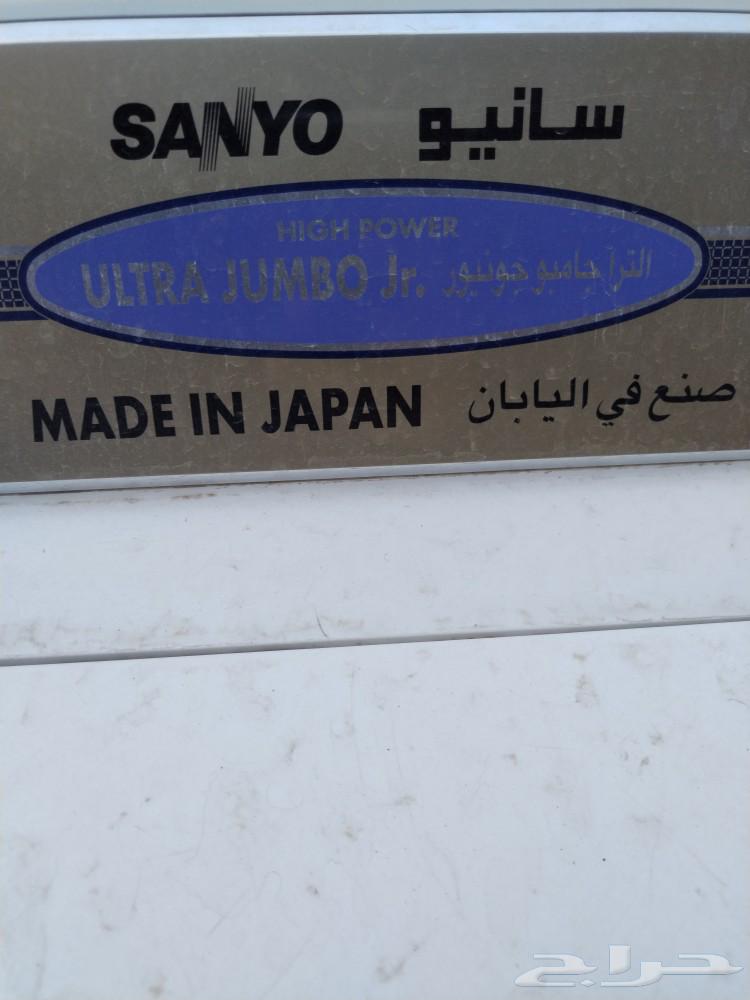 SANYO سانيو
HIGH POWER
ULTRA JUMBO Jr. الترا جامبو جونيور
MADE IN JAPAN صنع في اليابان
حراج